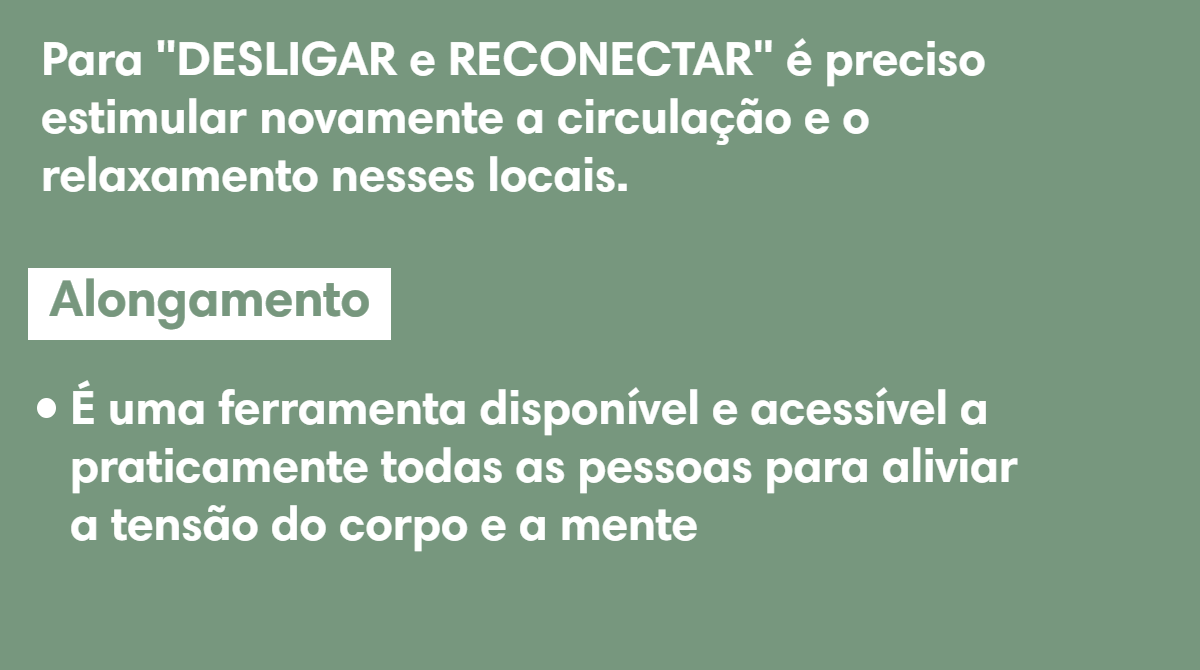 Para "DESLIGAR e RECONECTAR" é preciso
estimular novamente a circulação e o
relaxamento nesses locais.
Alongamento
• É uma ferramenta disponível e acessível a
praticamente todas as pessoas para aliviar
a tensão do corpo e a mente